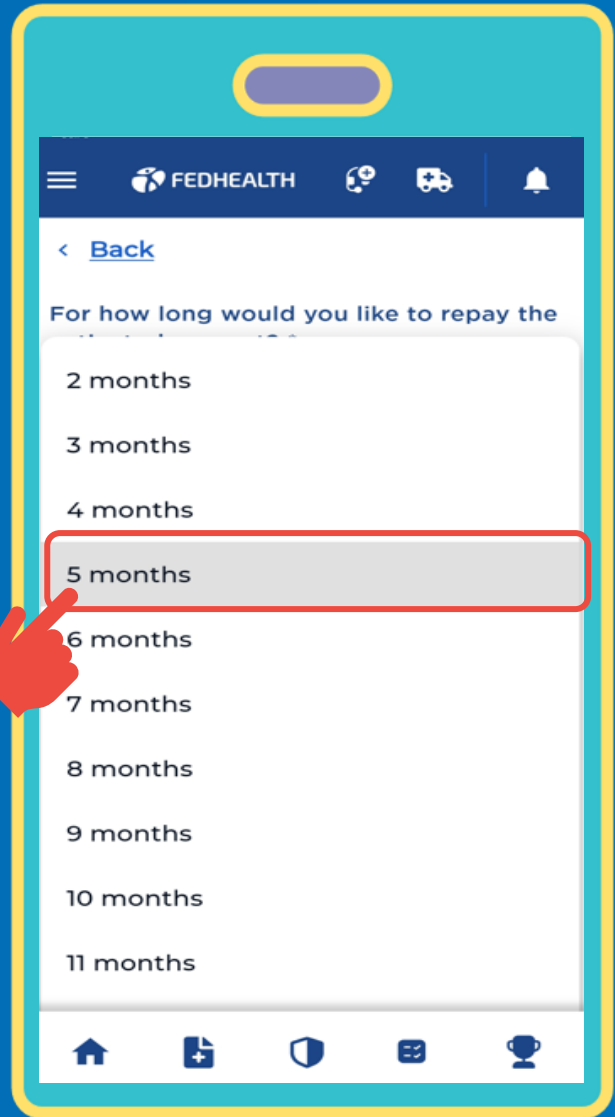 FEDHEALTH
< Back
For how long would you like to repay the
2 months
3 months
4 months
5 months
6 months
7 months
8 months
9 months
10 months
11 months